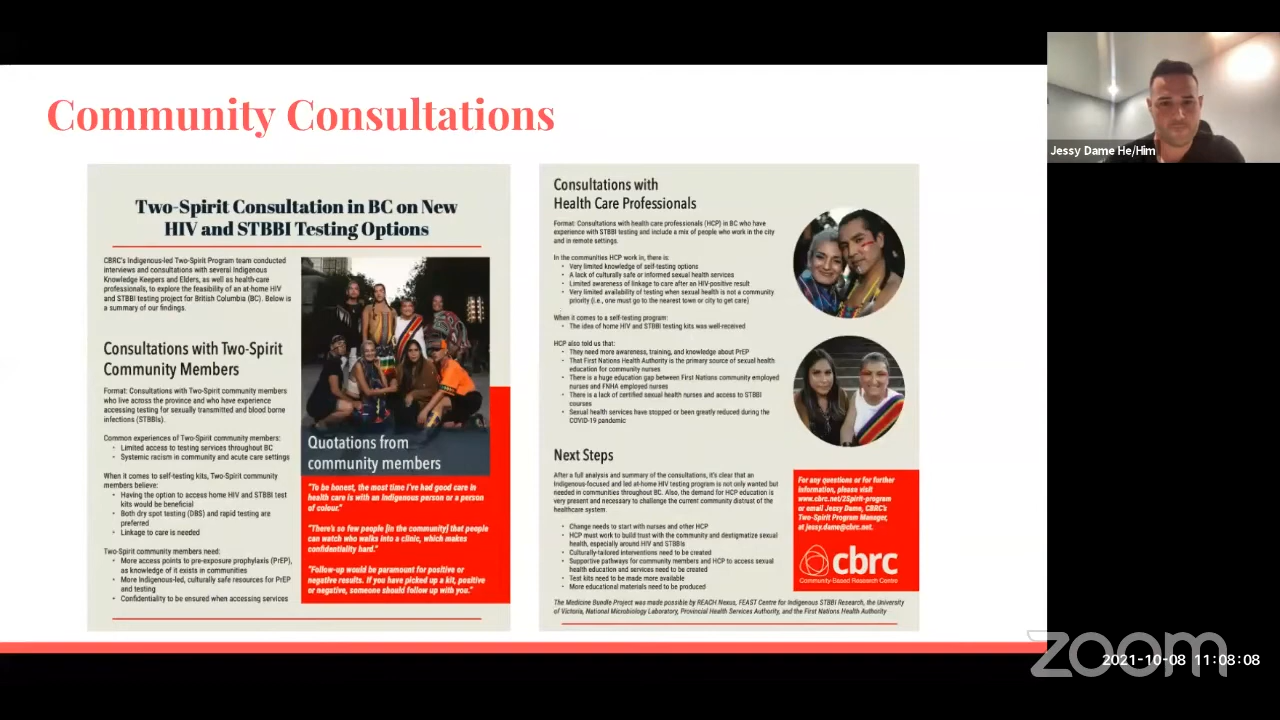 Community Consultations
Two-Spirit Consultation in BC on New
HIV and STBBI Testing Options
CBRC's Indigenous-led Two-Spirit Program team conducted
interviews and consultations with several Indigenous
Knowledge Keepers and Elders, as well as health-care
professionals, to explore the feasibility of an at-home HIV
and STBBI testing project for British Columbia (BC). Below is
a summary of our findings.
Consultations with Two-Spirit
Community Members
Format: Consultations with Two-Spirit community members
who live across the province and who have experience
accessing testing for sexually transmitted and blood borne
infections (STBBIs).
Common experiences of Two-Spirit community members:
• Limited access to testing services throughout BC
• Systemic racism in community and acute care settings
When it comes to self-testing kits, Two-Spirit community
members believe:
• Having the option to access home HIV and STBBI test
kits would be beneficial
• Both dry spot testing (DBS) and rapid testing are
preferred
• Linkage to care is needed
Two-Spirit community members need:
• More access points to pre-exposure prophylaxis (PrEP),
as knowledge of it exists in communities
• More Indigenous-led, culturally safe resources for PrEP
and testing
• Confidentiality to be ensured when accessing services
Quotations from
community members
"To be honest, the most time I've had good care in
health care is with an Indigenous person or a person
of colour."
"There's so few people [in the community] that people
can watch who walks into a clinic, which makes
confidentiality hard."
"Follow-up would be paramount for positive or
negative results. If you have picked up a kit, positive
or negative, someone should follow up with you."
Consultations with
Health Care Professionals
Format: Consultations with health care professionals (HCP) in BC who have
experience with STBBI testing and include a mix of people who work in the city
and in remote settings.
In the communities HCP work in, there is:
• Very limited knowledge of self-testing options
• A lack of culturally safe or informed sexual health services
• Limited awareness of linkage to care after an HIV-positive result
• Very limited availability of testing when sexual health is not a community
priority (i.e., one must go to the nearest town or city to get care)
When it comes to a self-testing program:
• The idea of home HIV and STBBI testing kits was well-received
HCP also told us that:
• They need more awareness, training, and knowledge about PrEP
• That First Nations Health Authority is the primary source of sexual health
education for community nurses
• There is a huge education gap between First Nations community employed
nurses and FNHA employed nurses
• There is a lack of certified sexual health nurses and access to STBBI
courses
• Sexual health services have stopped or been greatly reduced during the
COVID-19 pandemic
Next Steps
After a full analysis and summary of the consultations, it's clear that an
Indigenous-focused and led at-home HIV testing program is not only wanted but
needed in communities throughout BC. Also, the demand for HCP education is
very present and necessary to challenge the current community distrust of the
healthcare system.
• Change needs to start with nurses and other HCP
• HCP must work to build trust with the community and destigmatize sexual
health, especially around HIV and STBBIs
• Culturally-tailored interventions need to be created
• Supportive pathways for community members and HCP to access sexual
health education and services need to be created
• Test kits need to be made more available
• More educational materials need to be produced
For any questions or for further
information, please visit
www.cbrc.net/2Spirit-program
or email Jessy Dame, CBRC's
Two-Spirit Program Manager,
at jessy.dame@cbrc.net.
cbrc
Community-Based Research Centre
The Medicine Bundle Project was made possible by REACH Nexus, FEAST Centre for Indigenous STBBI Research, the University
of Victoria, National Microbiology Laboratory, Provincial Health Services Authority, and the First Nations Health Authority
Jessy Dame He/Him
zoom
2021-10-08 11:08:08